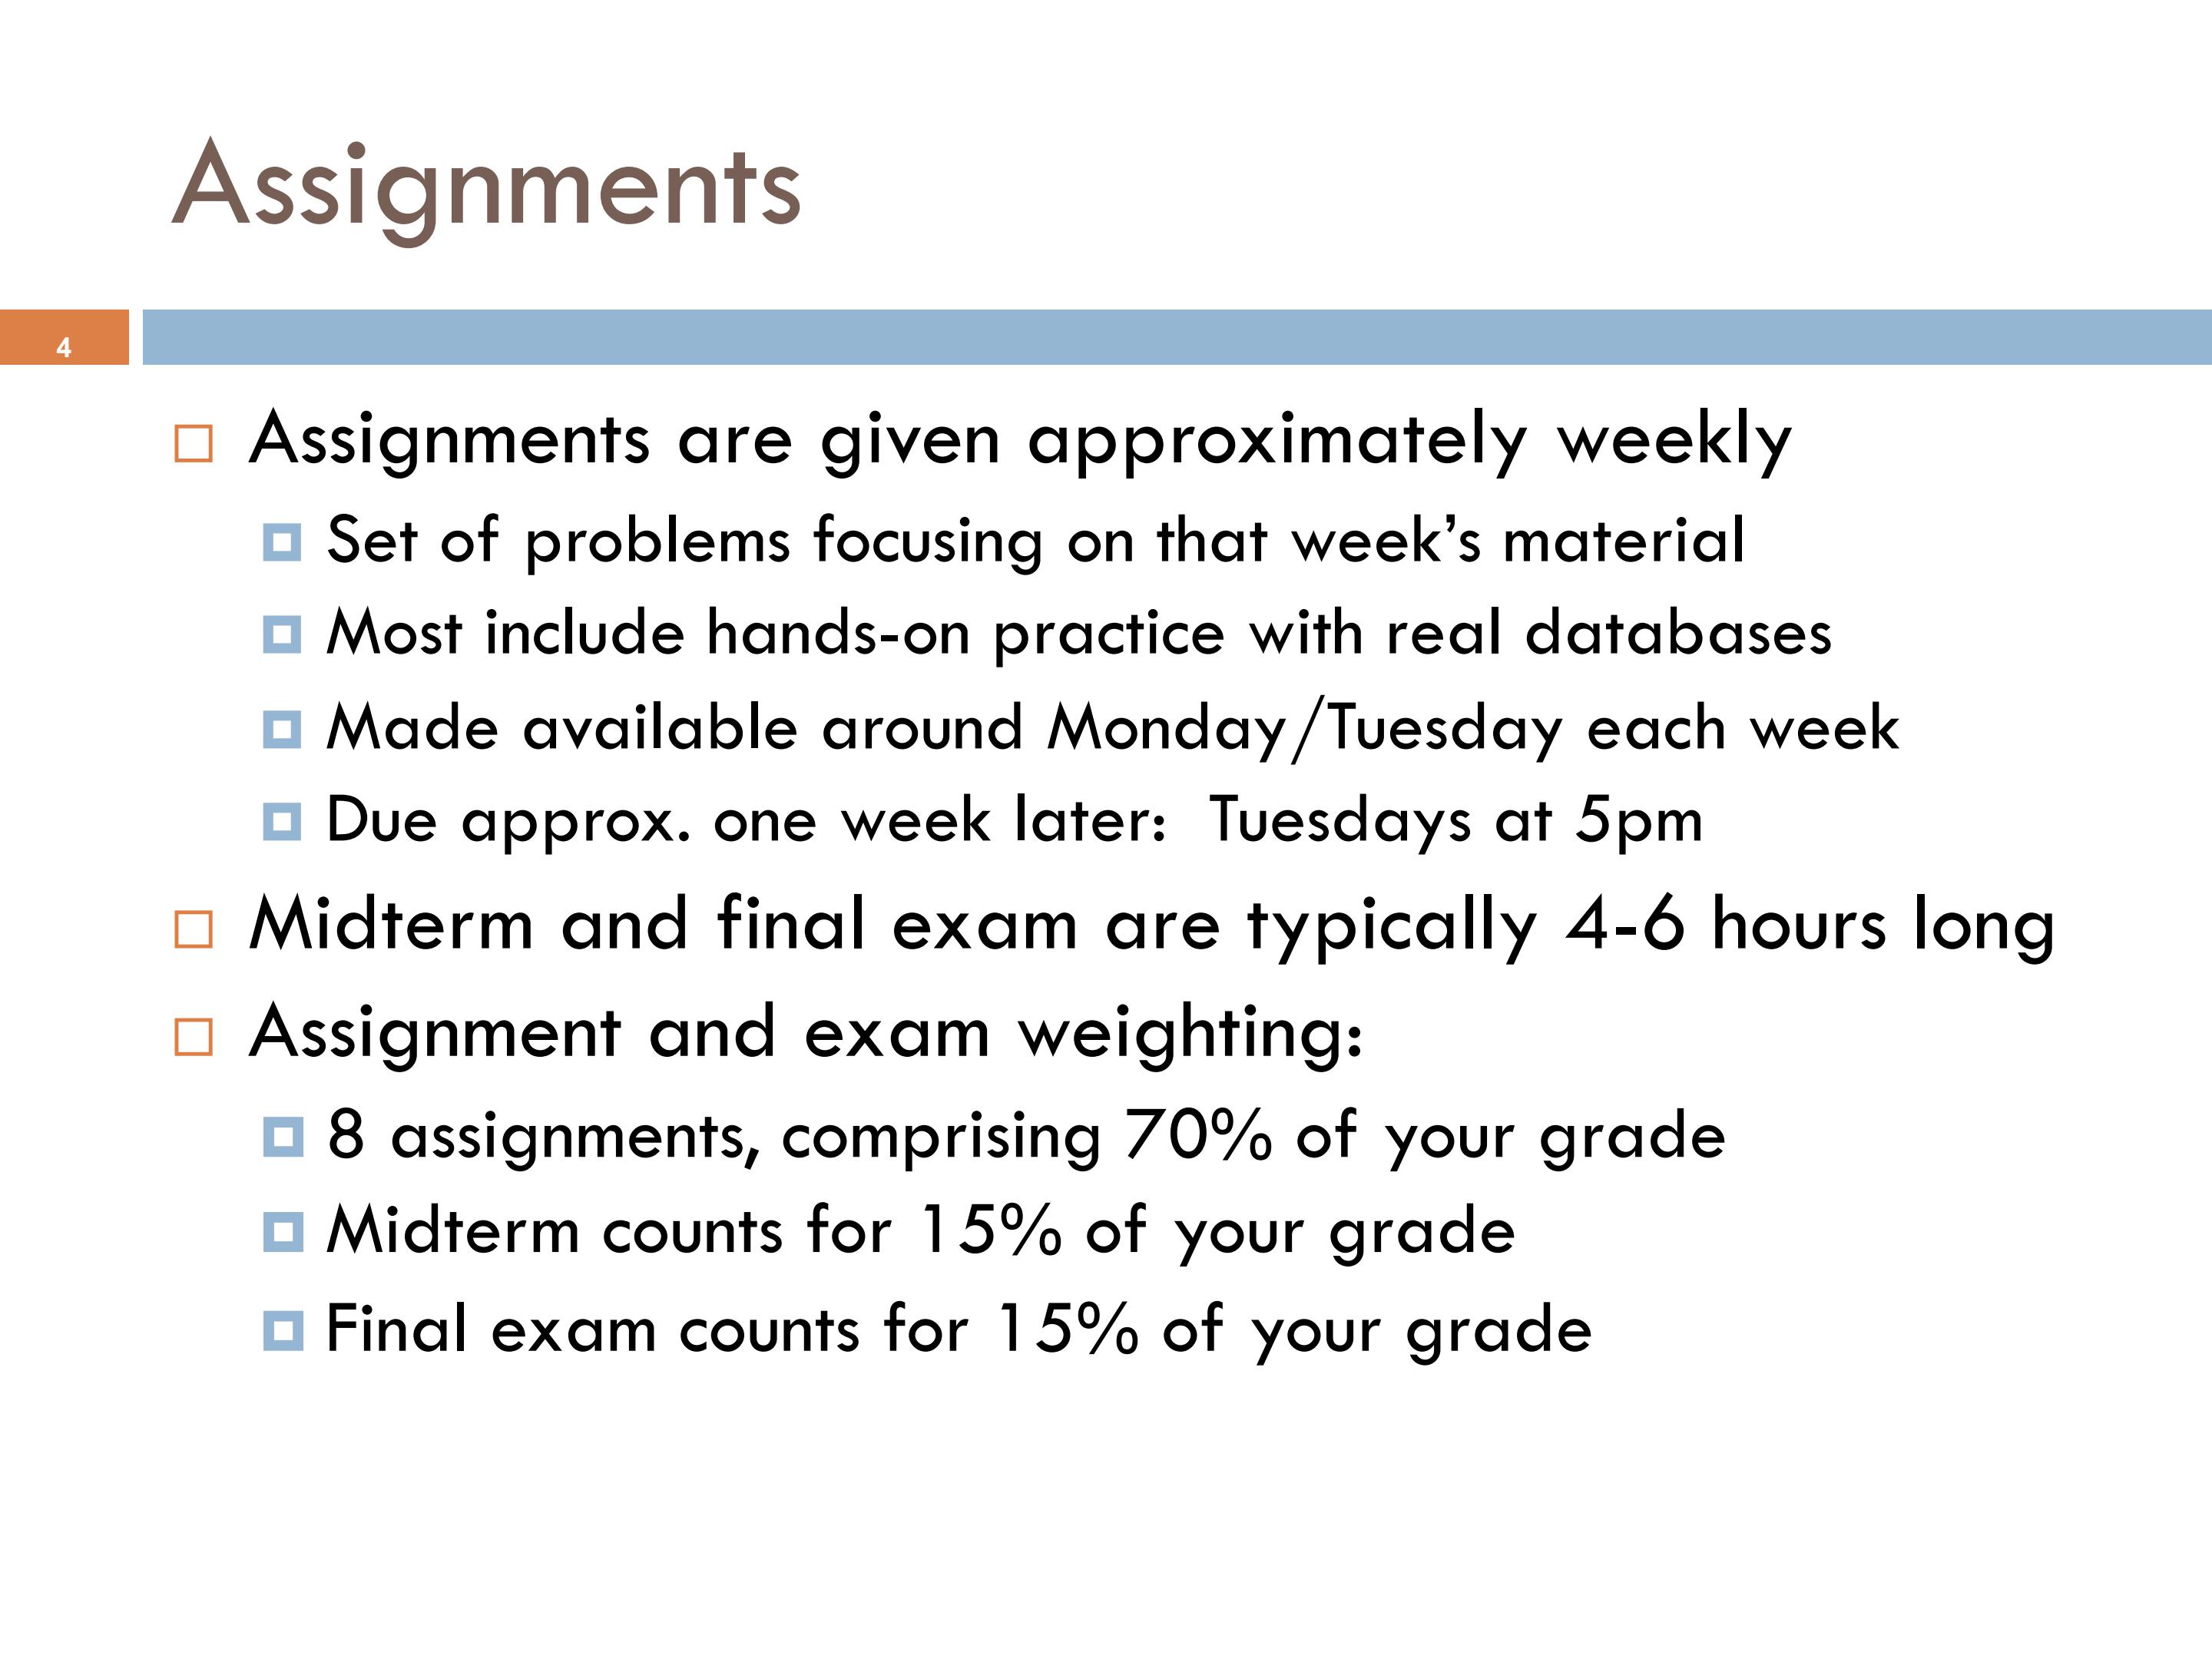 Assignments
4
Assignments are given approximately weekly
Set of problems focusing on that week’s material
Most include hands-on practice with real databases
Made available around Monday/Tuesday each week
Due approx. one week later:  Tuesdays at 5pm
Midterm and final exam are typically 4-6 hours long
Assignment and exam weighting:
8 assignments, comprising 70% of your grade
Midterm counts for 15% of your grade
Final exam counts for 15% of your grade